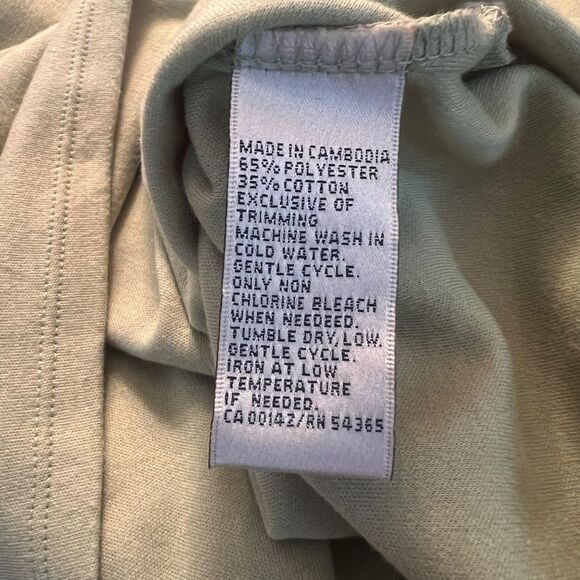 MADE IN CAMBODIA
65% POLYESTER
35% COTTON
EXCLUSIVE OF
TRIMMING
MACHINE WASH IN
COLD WATER.
GENTLE CYCLE.
ONLY NON
CHLORINE BLEACH
WHEN NEEDEED.
TUMBLE DRY, LOW.
GENTLE CYCLE.
IRON AT LOW
TEMPERATURE
IF NEEDED.
CA 00142/RN 54365